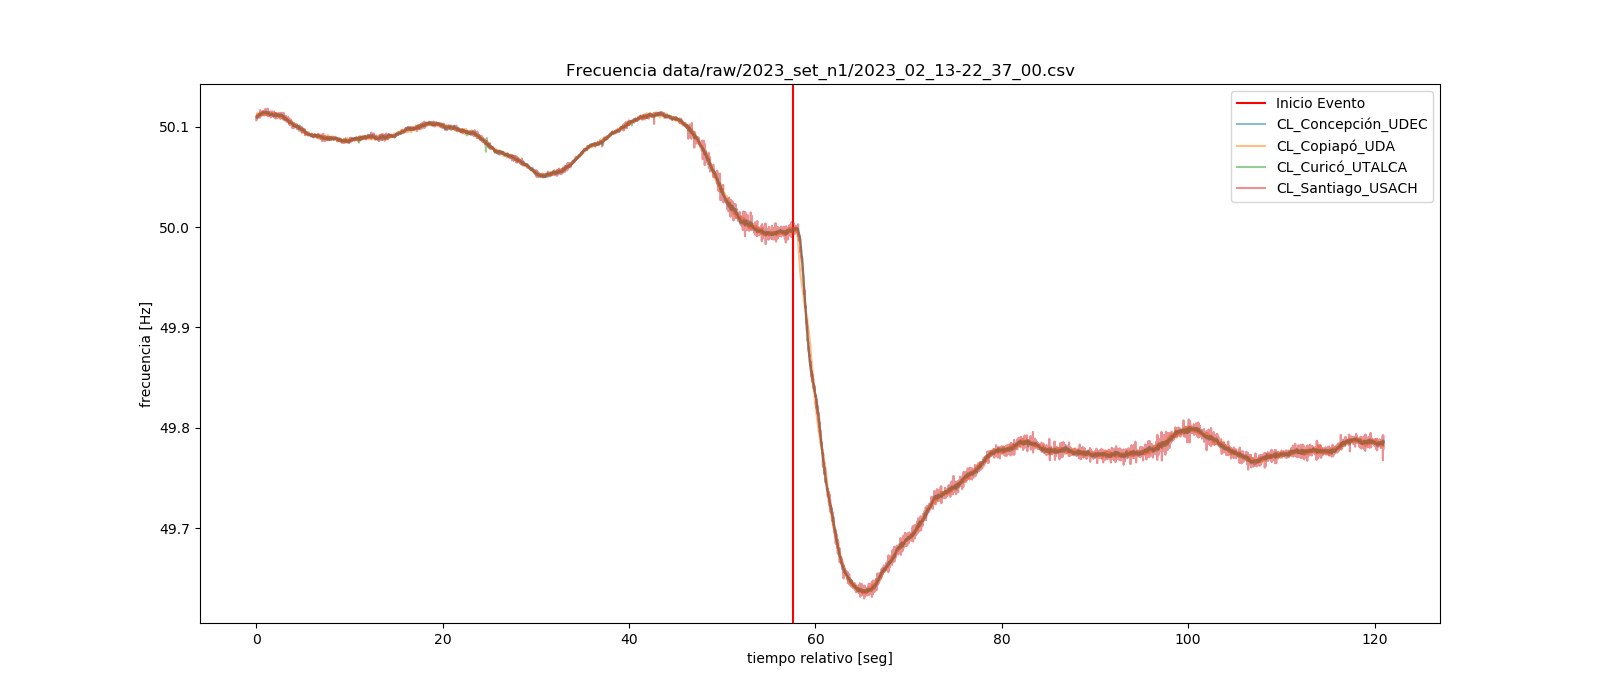 Frecuencia data/raw/2023_set_n1/2023_02_13-22_37_00.csv
Inicio Evento
CL_Concepción_UDEC
CL_Copiapó_UDA
CL_Curicó_UTALCA
CL_Santiago_USACH
frecuencia [Hz]
50.1
50.0
49.9
49.8
49.7
0 20 40 60 80 100 120
tiempo relativo [seg]